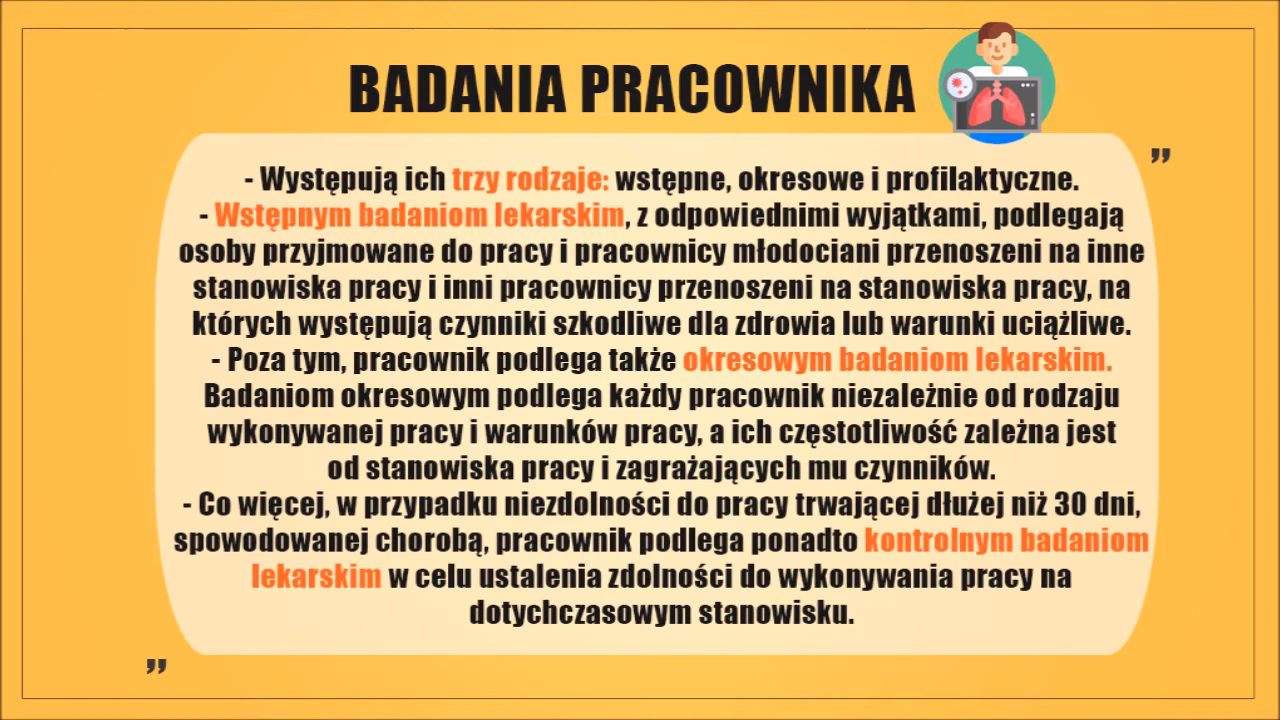 BADANIA PRACOWNIKA
”
- Występują ich trzy rodzaje: wstępne, okresowe i profilaktyczne.
- Wstępnym badaniom lekarskim, z odpowiednimi wyjątkami, podlegają
osoby przyjmowane do pracy i pracownicy młodociani przenoszeni na inne
stanowiska pracy i inni pracownicy przenoszeni na stanowiska pracy, na
których występują czynniki szkodliwe dla zdrowia lub warunki uciążliwe.
- Poza tym, pracownik podlega także okresowym badaniom lekarskim.
Badaniom okresowym podlega każdy pracownik niezależnie od rodzaju
wykonywanej pracy i warunków pracy, a ich częstotliwość zależna jest
od stanowiska pracy i zagrażających mu czynników.
- Co więcej, w przypadku niezdolności do pracy trwającej dłużej niż 30 dni,
spowodowanej chorobą, pracownik podlega ponadto kontrolnym badaniom
lekarskim w celu ustalenia zdolności do wykonywania pracy na
dotychczasowym stanowisku.
”